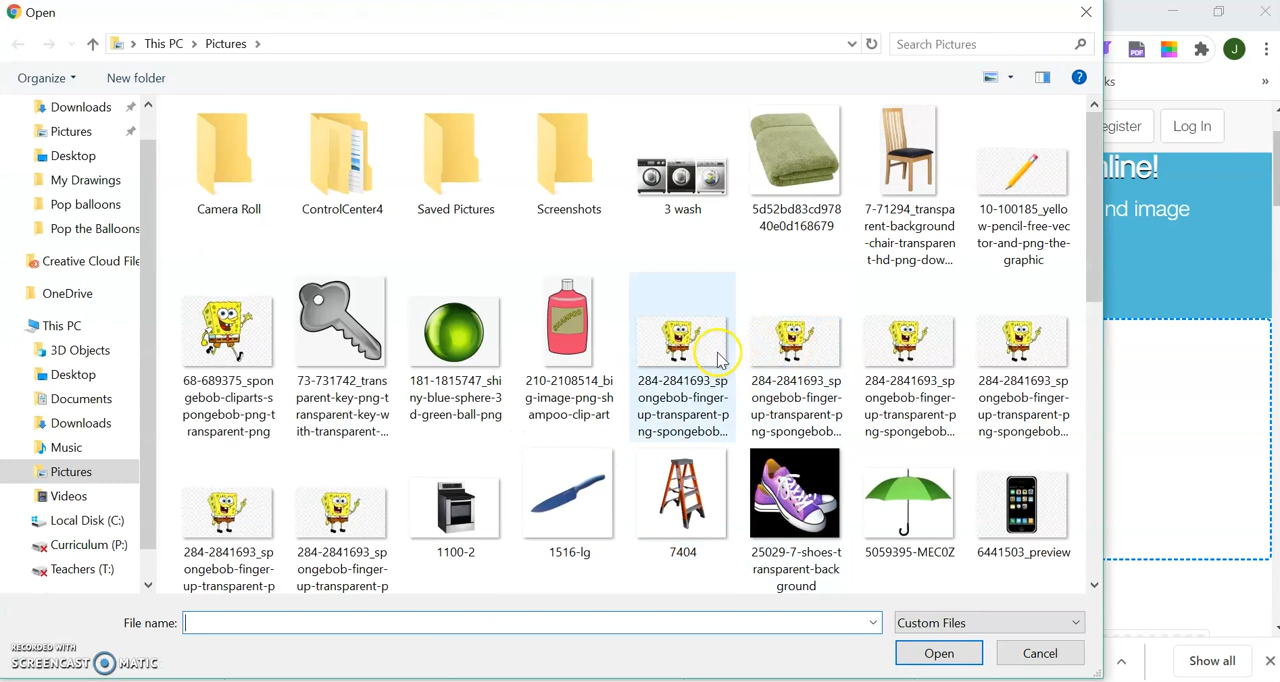 Open
This PC
Pictures
Search Pictures
Organize
New folder
Downloads
Pictures
Desktop
My Drawings
Pop balloons
Pop the Balloons
Creative Cloud File
OneDrive
This PC
3D Objects
Desktop
Documents
Downloads
Music
Pictures
Videos
Local Disk (C:)
Curriculum (P:)
Teachers (T:)
Camera Roll
ControlCenter4
Saved Pictures
Screenshots
3 wash
5d52bd83cd978
40e0d168679
7-71294_transpa
rent-background
-chair-transparen
t-hd-png-dow...
10-100185_yello
w-pencil-free-vec
tor-and-png-the-
graphic
68-689375_spon
gebob-cliparts-s
pongebob-png-t
ransparent-png
73-731742_trans
parent-key-png-t
ransparent-key-w
ith-transparent-...
181-1815747_shi
ny-blue-sphere-3
d-green-ball-png
SHAMPOO
210-2108514_bi
g-image-png-sh
ampoo-clip-art
284-2841693_sp
ongebob-finger-
up-transparent-p
ng-spongebob...
284-2841693_sp
ongebob-finger-
up-transparent-p
ng-spongebob...
284-2841693_sp
ongebob-finger-
up-transparent-p
ng-spongebob...
284-2841693_sp
ongebob-finger-
up-transparent-p
ng-spongebob...
284-2841693_sp
ongebob-finger-
up-transparent-p
284-2841693_sp
ongebob-finger-
up-transparent-p
1100-2
1516-lg
7404
25029-7-shoes-t
ransparent-back
ground
5059395-MEC0Z
6441503_preview
File name:
Custom Files
Open
Cancel
RECORDED WITH
SCREENCAST MATIC
PDF
J
ks
egister
Log In
line!
nd image
Show all